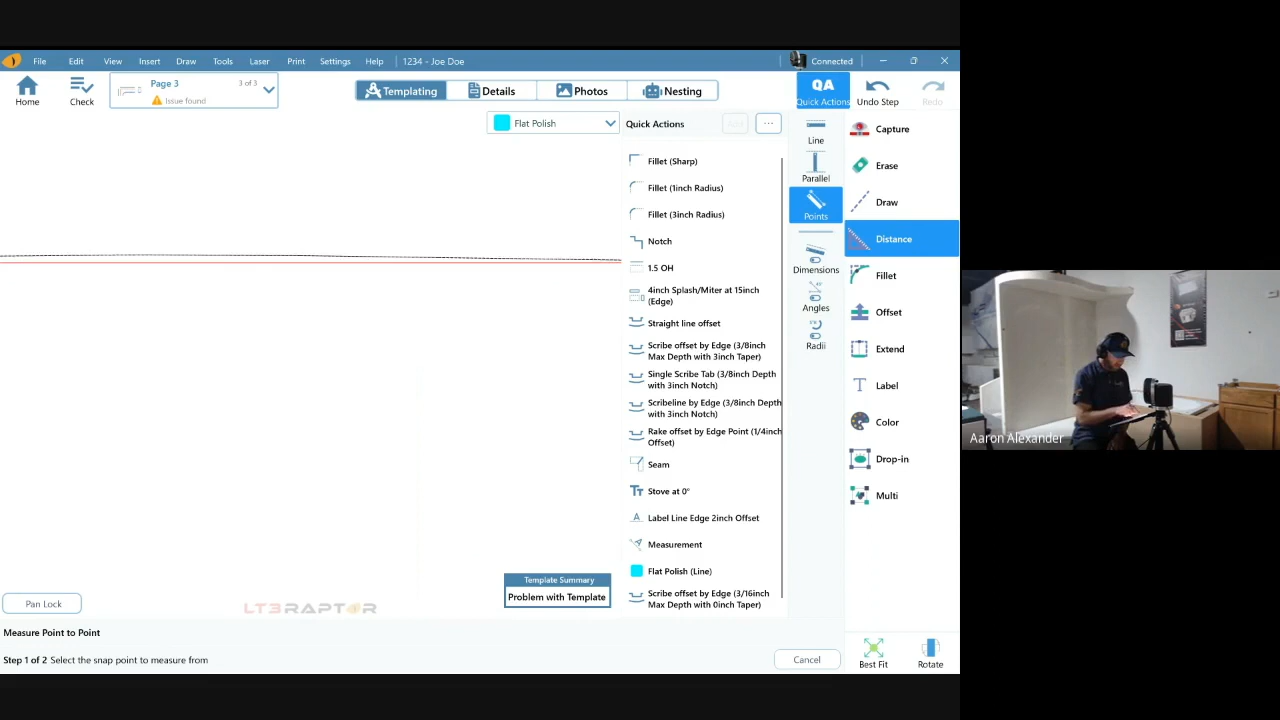 File Edit View Insert Draw Tools Laser Print Settings Help 1234 - Joe Doe Connected
Home
Check
Page 3
3 of 3
Issue found
Templating
Details
Photos
Nesting
QA
Quick Actions
Undo Step
Redo
Flat Polish
Quick Actions
Add
...
Fillet (Sharp)
Fillet (1inch Radius)
Fillet (3inch Radius)
Notch
1.5 OH
4inch Splash/Miter at 15inch
(Edge)
Straight line offset
Scribe offset by Edge (3/8inch
Max Depth with 3inch Taper)
Single Scribe Tab (3/8inch Depth
with 3inch Notch)
Scribeline by Edge (3/8inch Depth
with 3inch Notch)
Rake offset by Edge Point (1/4inch
Offset)
Seam
Stove at 0°
Label Line Edge 2inch Offset
Measurement
Flat Polish (Line)
Scribe offset by Edge (3/16inch
Max Depth with 0inch Taper)
Line
Parallel
Points
Dimensions
Angles
Radii
Capture
Erase
Draw
Distance
Fillet
Offset
Extend
Label
Color
Drop-in
Multi
Template Summary
Problem with Template
Pan Lock
LT3RAPTOR
Measure Point to Point
Step 1 of 2 Select the snap point to measure from
Cancel
Best Fit
Rotate
Aaron Alexander